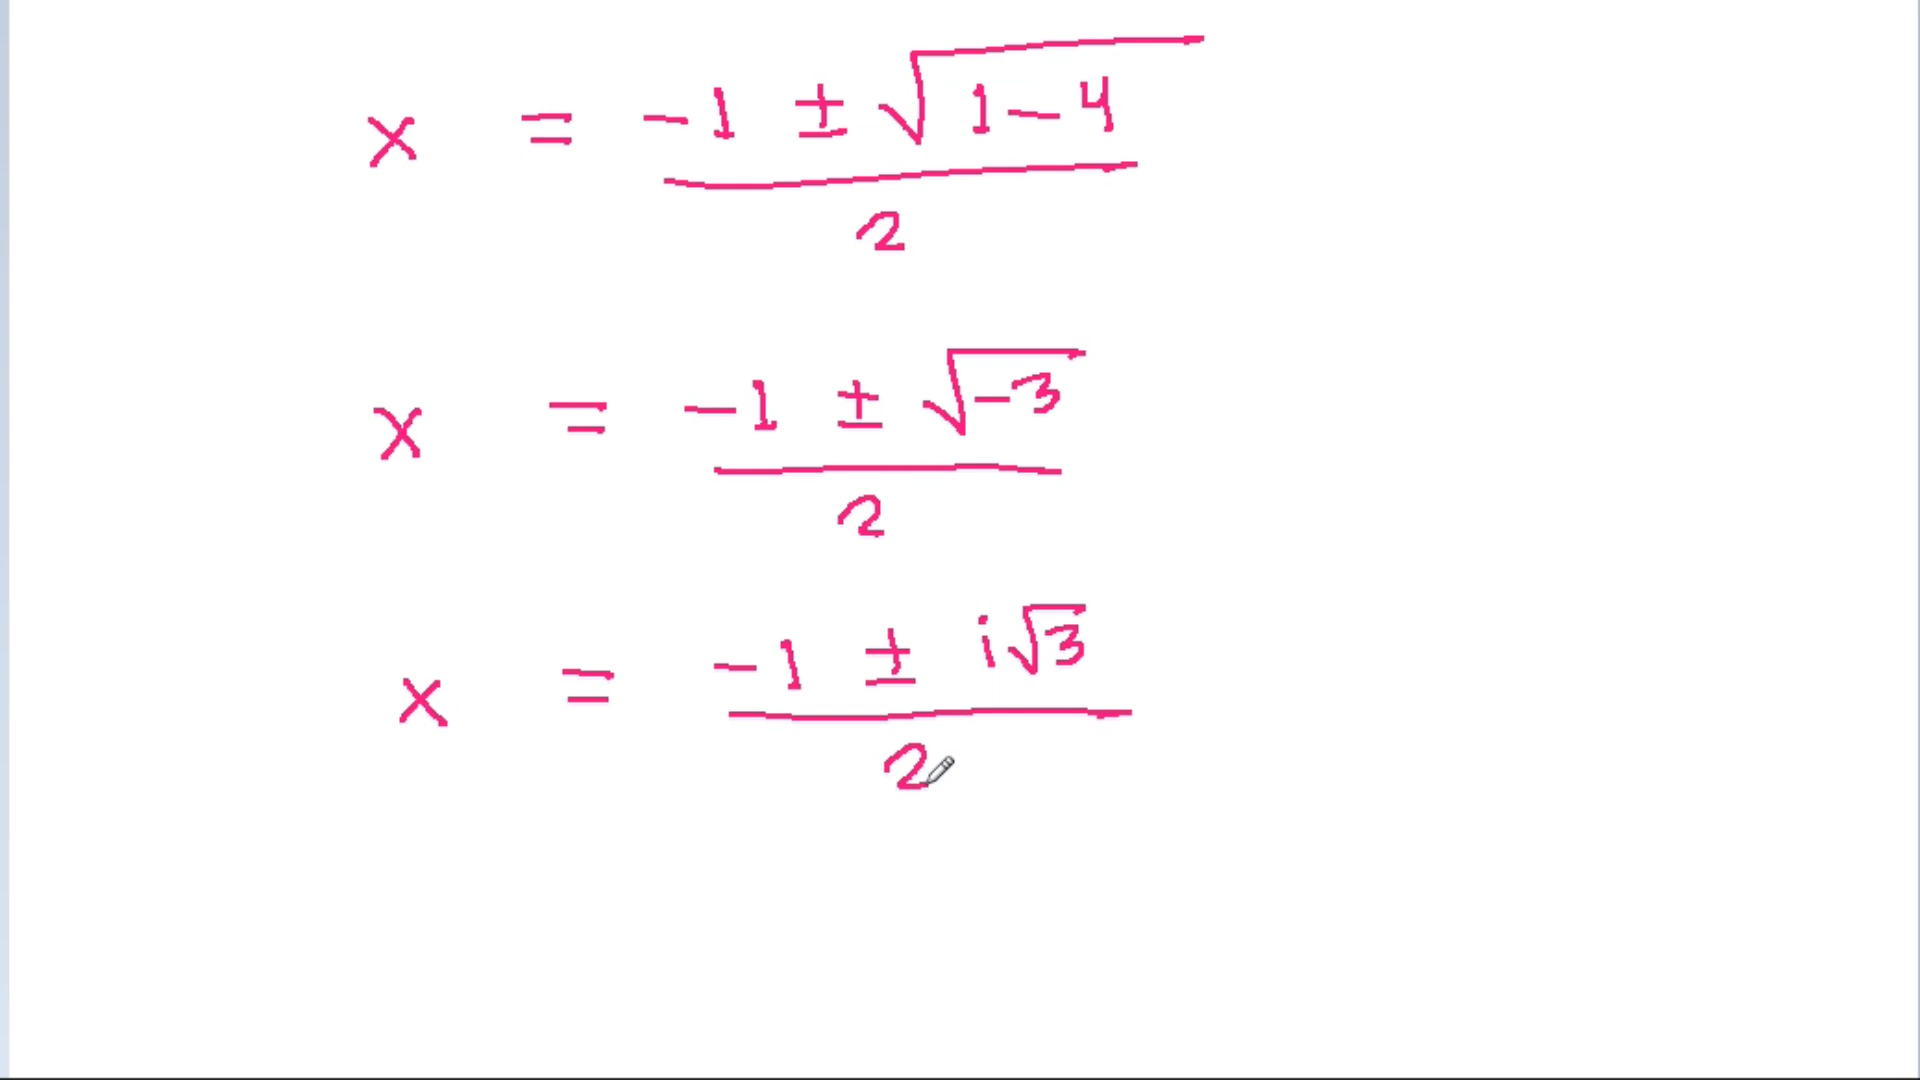 x = (-1 ± √(1-4))/2
x = (-1 ± √(-3))/2
x = (-1 ± i√3)/2